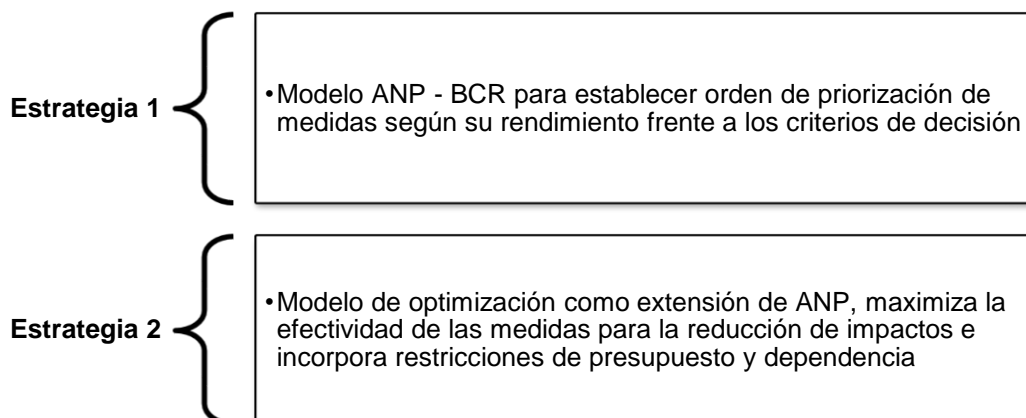 Estrategia 1
•Modelo ANP - BCR para establecer orden de priorización de
medidas según su rendimiento frente a los criterios de decisión
Estrategia 2
•Modelo de optimización como extensión de ANP, maximiza la
efectividad de las medidas para la reducción de impactos e
incorpora restricciones de presupuesto y dependencia